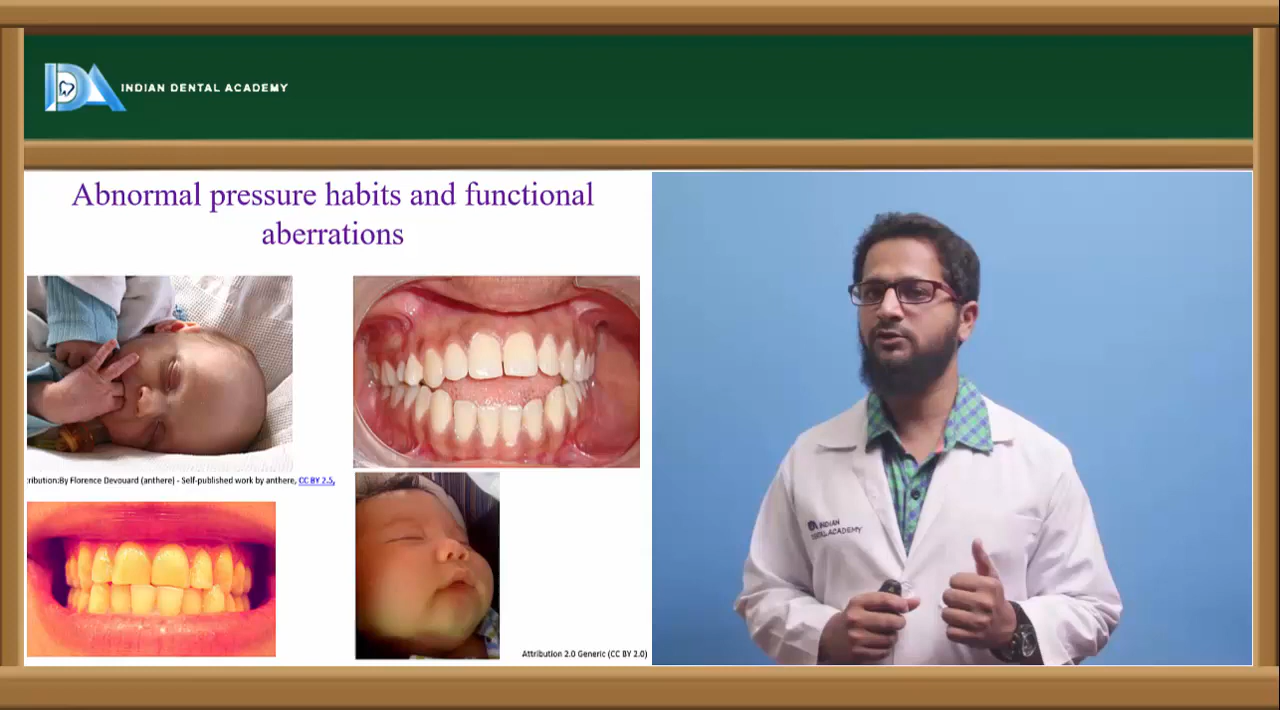 INDIAN DENTAL ACADEMY
Abnormal pressure habits and functional
aberrations
ribution:By Florence Devouard (anthere) - Self-published work by anthere, CC BY 2.5,
Attribution 2.0 Generic (CC BY 2.0)
INDIAN
DENTAL ACADEMY